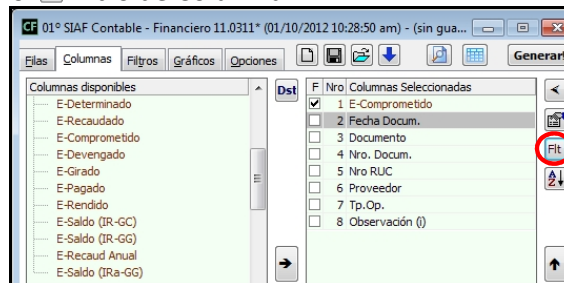 CF 01º SIAF Contable - Financiero 11.0311* (01/10/2012 10:28:50 am) - (sin gua...
Filas Columnas Filtros Gráficos Opciones Generar!
Columnas disponibles
E-Determinado
E-Recaudado
E-Comprometido
E-Devengado
E-Girado
E-Pagado
E-Rendido
E-Saldo (IR-GC)
E-Saldo (IR-GG)
E-Recaud Anual
E-Saldo (IRa-GG)
Dst
F Nro Columnas Seleccionadas
1 E-Comprometido
2 Fecha Docum.
3 Documento
4 Nro. Docum.
5 Nro RUC
6 Proveedor
7 Tp.Op.
8 Observación (i)
Flt